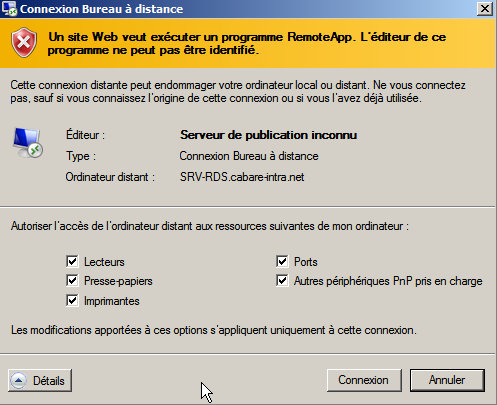 Connexion Bureau à distance
Un site Web veut exécuter un programme RemoteApp. L'éditeur de ce
programme ne peut pas être identifié.
Cette connexion distante peut endommager votre ordinateur local ou distant. Ne vous connectez
pas, sauf si vous connaissez l'origine de cette connexion ou si vous l'avez déjà utilisée.
Éditeur : Serveur de publication inconnu
Type : Connexion Bureau à distance
Ordinateur distant : SRV-RDS.cabare-intra.net
Autoriser l'accès de l'ordinateur distant aux ressources suivantes de mon ordinateur :
Lecteurs Ports
Presse-papiers Autres périphériques PnP pris en charge
Imprimantes
Les modifications apportées à ces options s'appliquent uniquement à cette connexion.
Détails Connexion Annuler